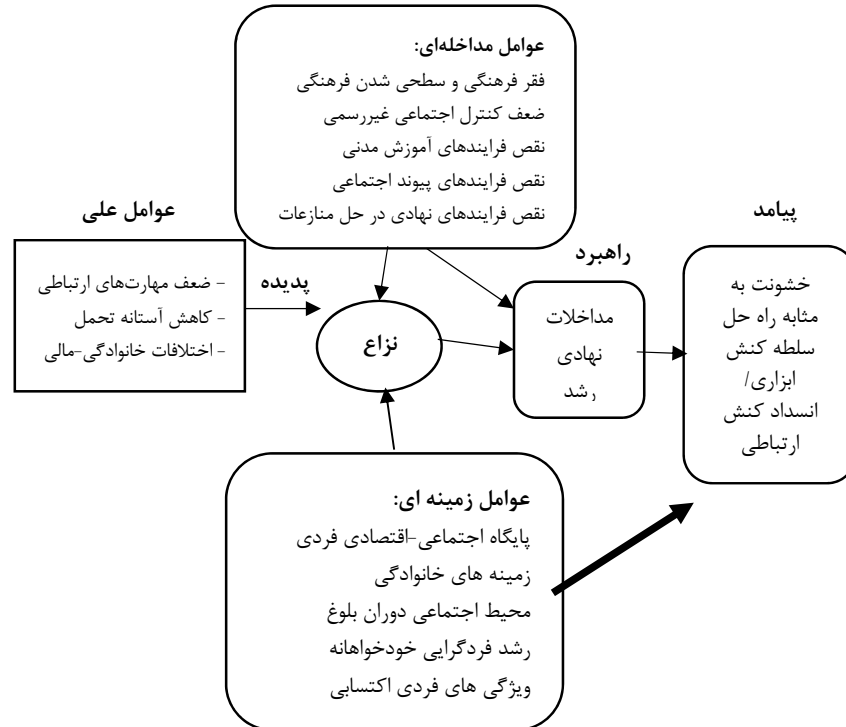 عوامل مداخله‌ای:
فقر فرهنگی و سطحی شدن فرهنگی
ضعف کنترل اجتماعی غیررسمی
نقص فرایندهای آموزش مدنی
نقص فرایندهای پیوند اجتماعی
نقص فرایندهای نهادی در حل منازعات
عوامل علی
- ضعف مهارت‌های ارتباطی
- کاهش آستانه تحمل
- اختلافات خانوادگی-مالی
پدیده
نزاع
راهبرد
مداخلات
نهادی
رشد
پیامد
خشونت به
مثابه راه حل
سلطه کنش
ابزاری/
انسداد کنش
ارتباطی
عوامل زمینه ای:
پایگاه اجتماعی-اقتصادی فردی
زمینه های خانوادگی
محیط اجتماعی دوران بلوغ
رشد فردگرایی خودخواهانه
ویژگی های فردی اکتسابی